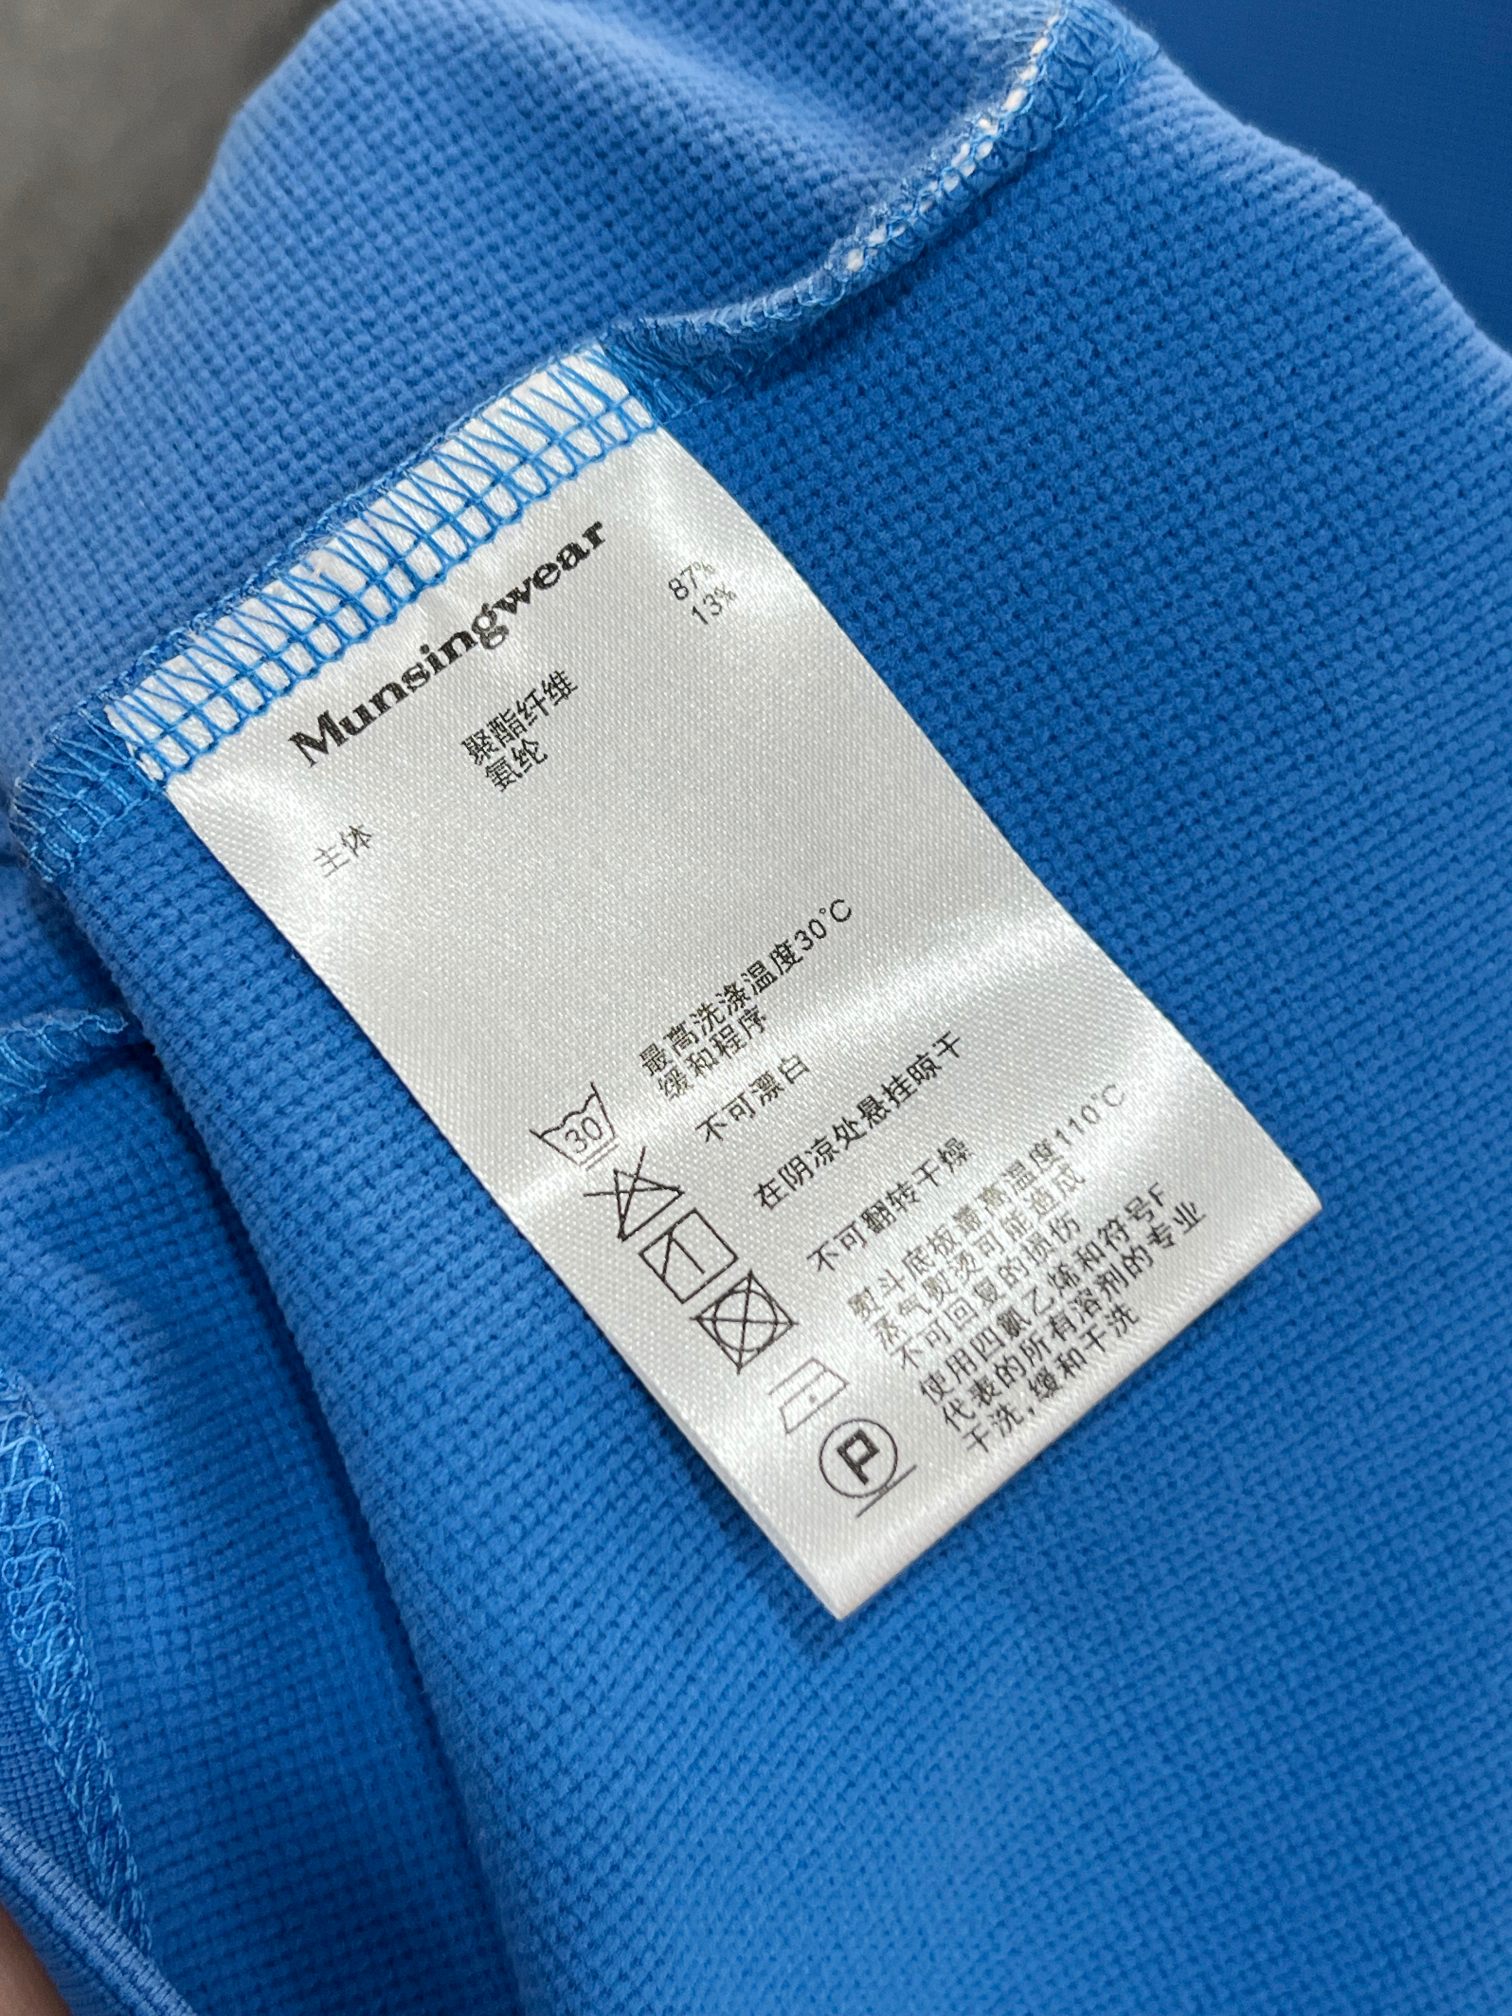 Munsingwear
主体
聚酯纤维 87%
氨纶 13%
最高洗涤温度30℃
缓和程序
不可漂白
在阴凉处悬挂晾干
不可翻转干燥
熨斗底板最高温度110℃
蒸气熨烫可能造成
不可回复的损伤
使用四氯乙烯和符号F
代表的所有溶剂的专业
干洗,缓和干洗
30
P